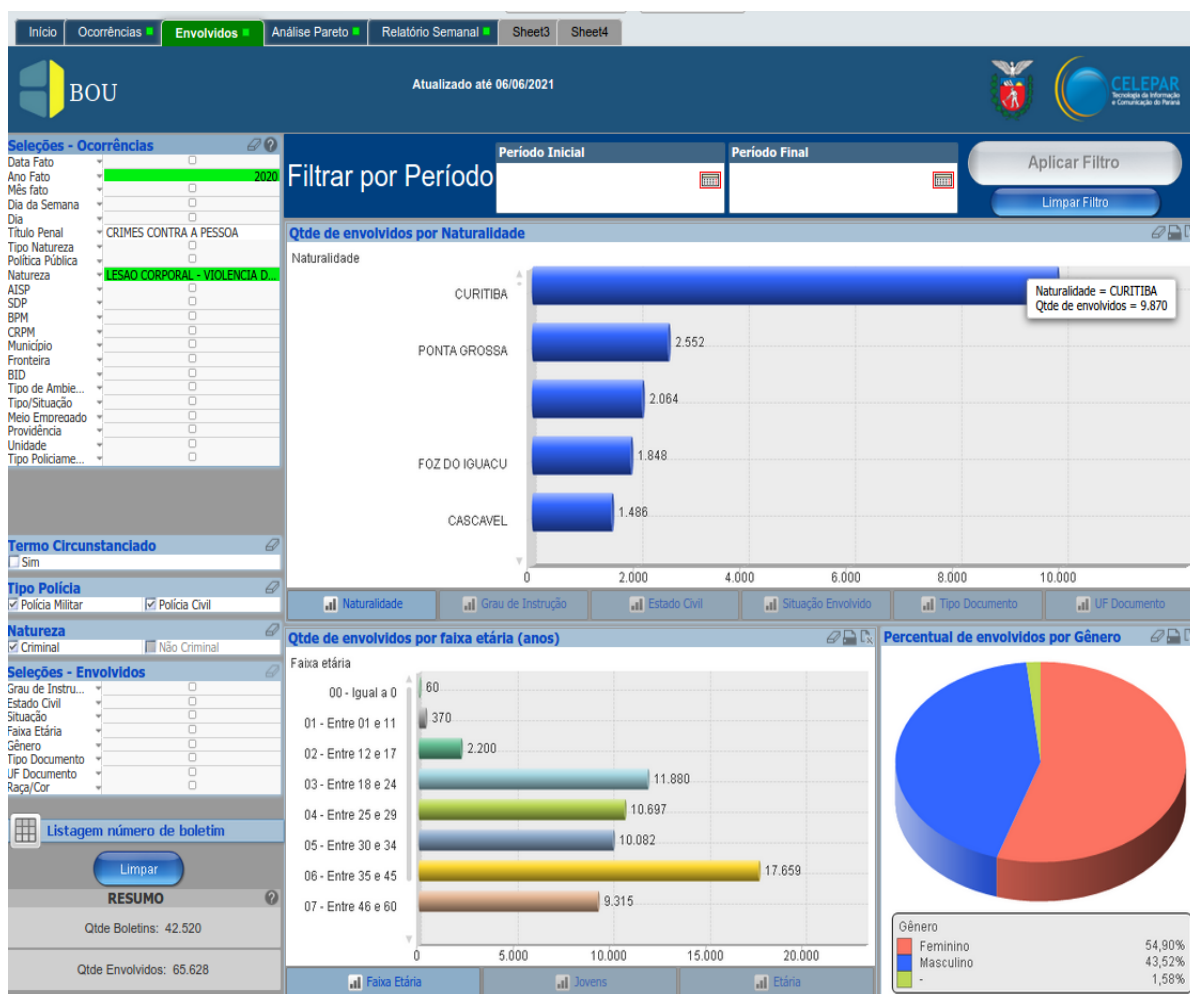 Início Ocorrências Envolvidos Análise Pareto Relatório Semanal Sheet3 Sheet4
BOU
Atualizado até 06/06/2021
CELEPAR
Tecnologia da Informação
e Comunicação do Paraná
Seleções - Ocorrências
Data Fato
Ano Fato 2020
Mês fato
Dia da Semana
Dia
Título Penal CRIMES CONTRA A PESSOA
Tipo Natureza
Política Pública
Natureza LESAO CORPORAL - VIOLENCIA D...
AISP
SDP
BPM
CRPM
Município
Fronteira
BID
Tipo de Ambie...
Tipo/Situação
Meio Empregado
Providência
Unidade
Tipo Policiame...
Termo Circunstanciado
Sim
Tipo Polícia
Polícia Militar Polícia Civil
Natureza
Criminal Não Criminal
Seleções - Envolvidos
Grau de Instru...
Estado Civil
Situação
Faixa Etária
Gênero
Tipo Documento
UF Documento
Raça/Cor
Listagem número de boletim
Limpar
RESUMO
Qtde Boletins: 42.520
Qtde Envolvidos: 65.628
Filtrar por Período
Período Inicial
Período Final
Aplicar Filtro
Limpar Filtro
Qtde de envolvidos por Naturalidade
Naturalidade
CURITIBA
Naturalidade = CURITIBA
Qtde de envolvidos = 9.870
PONTA GROSSA 2.552
2.064
FOZ DO IGUACU 1.848
CASCAVEL 1.486
0 2.000 4.000 6.000 8.000 10.000
Naturalidade Grau de Instrução Estado Civil Situação Envolvido Tipo Documento UF Documento
Qtde de envolvidos por faixa etária (anos)
Faixa etária
00 - Igual a 0 60
01 - Entre 01 e 11 370
02 - Entre 12 e 17 2.200
03 - Entre 18 e 24 11.880
04 - Entre 25 e 29 10.697
05 - Entre 30 e 34 10.082
06 - Entre 35 e 45 17.659
07 - Entre 46 e 60 9.315
0 5.000 10.000 15.000 20.000
Faixa Etária Jovens Etária
Percentual de envolvidos por Gênero
Gênero
Feminino 54,90%
Masculino 43,52%
- 1,58%